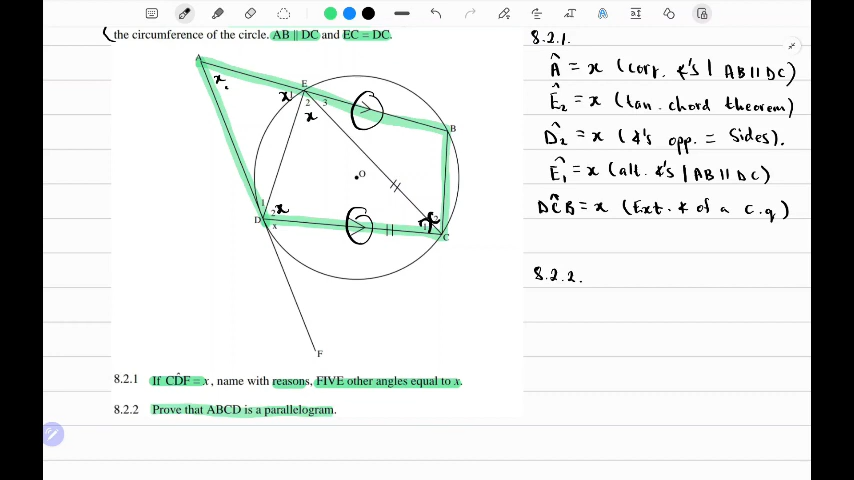 the circumference of the circle. AB || DC and EC = DC.
8.2.1.
Â = x (corr. ∠'s | AB || DC)
Ê₂ = x (tan. chord theorem)
D̂₂ = x (∠'s opp. = sides).
Ê₁ = x (alt. ∠'s | AB || DC)
DĈB = x (Ext. ∠ of a c.q)
8.2.2.
A
x.
E
x 1
2 3
x
B
O
1
D 2 x
x
1 x 2
C
F
8.2.1 If CD̂F = x, name with reasons, FIVE other angles equal to x.
8.2.2 Prove that ABCD is a parallelogram.